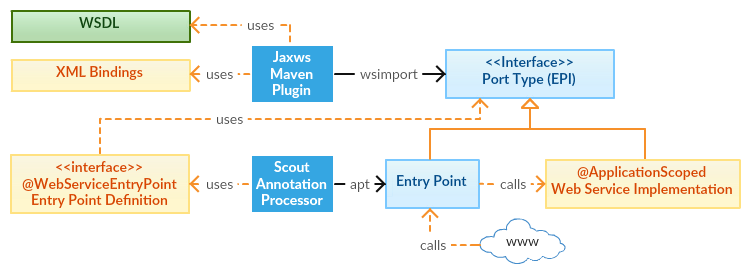 WSDL
uses
XML Bindings
uses
Jaxws
Maven
Plugin
wsimport
<<Interface>>
Port Type (EPI)
uses
<<interface>>
@WebServiceEntryPoint
Entry Point Definition
uses
Scout
Annotation
Processor
apt
Entry Point
calls
@ApplicationScoped
Web Service Implementation
calls
www